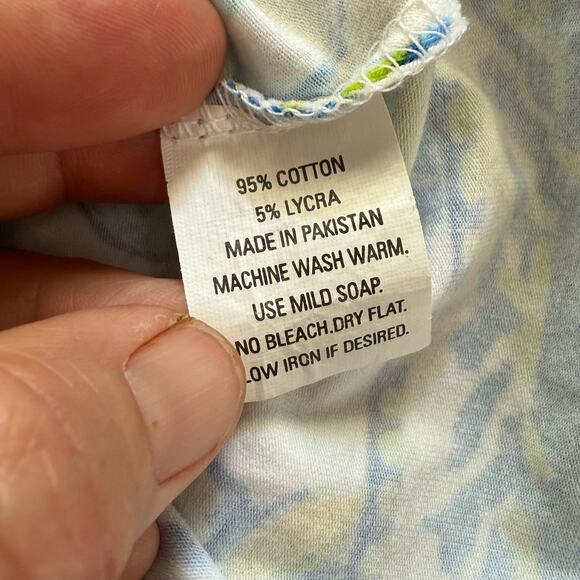 95% COTTON
5% LYCRA
MADE IN PAKISTAN
MACHINE WASH WARM.
USE MILD SOAP.
NO BLEACH.DRY FLAT.
LOW IRON IF DESIRED.